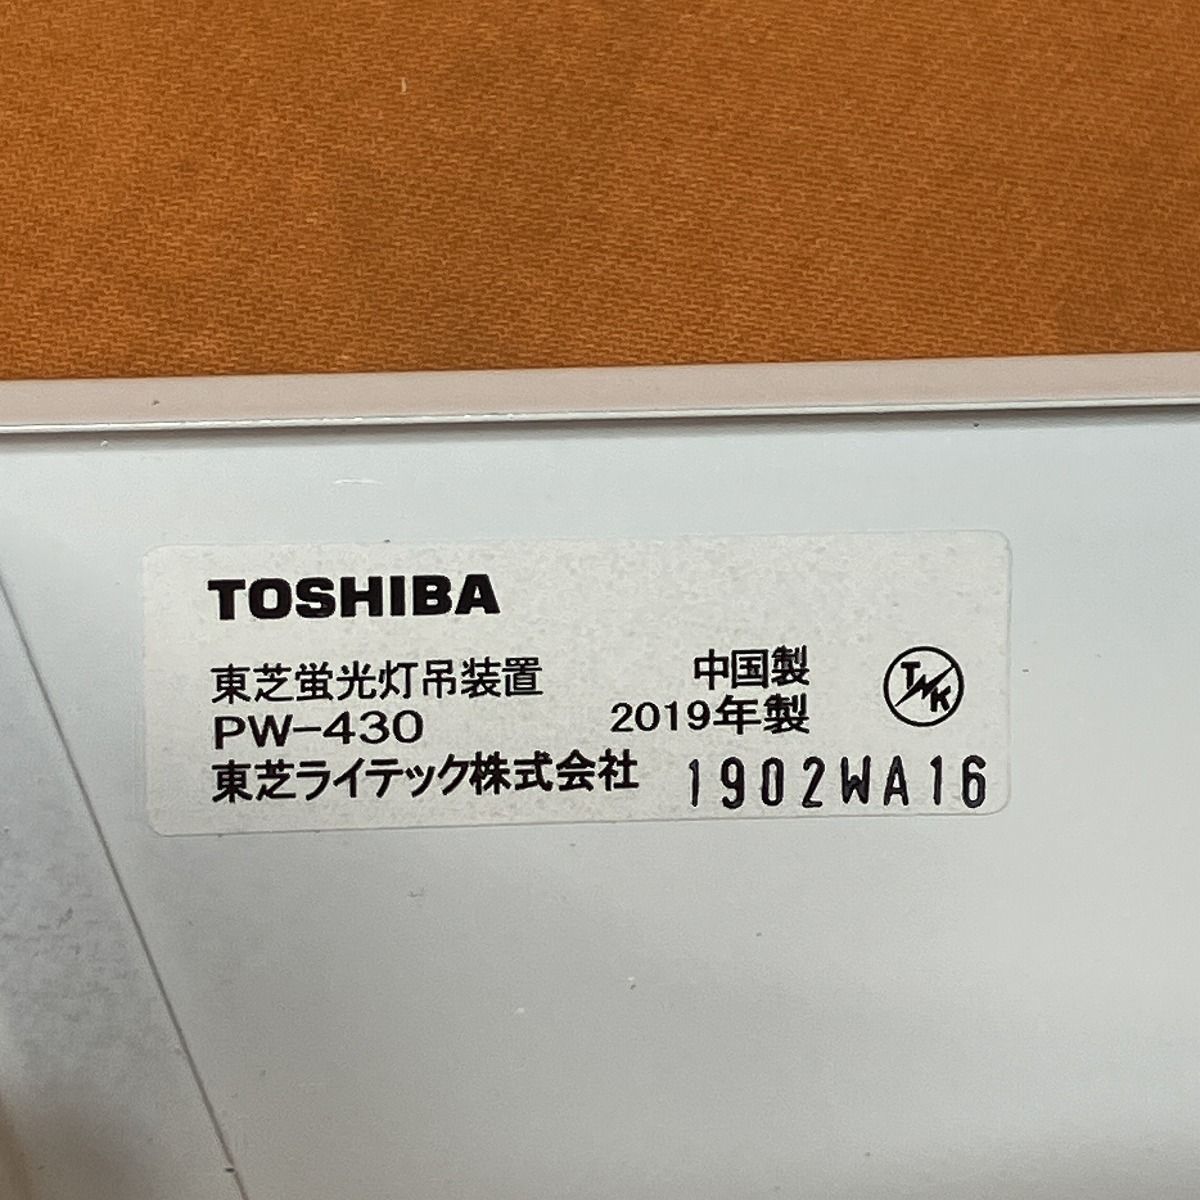 TOSHIBA
東芝蛍光灯吊装置 中国製
PW-430 2019年製
東芝ライテック株式会社 1902WA16
T K